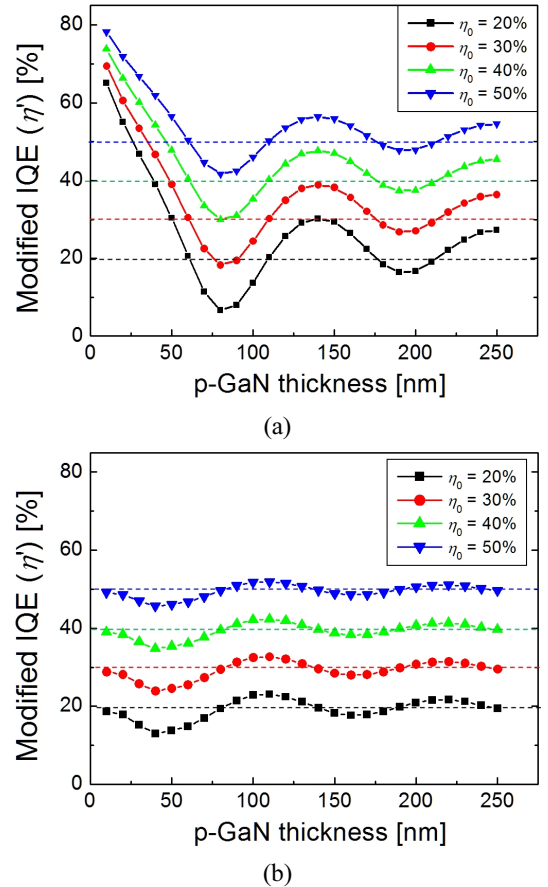 80
60
40
20
0
Modified IQE (η') [%]
η₀ = 20%
η₀ = 30%
η₀ = 40%
η₀ = 50%
0 50 100 150 200 250
p-GaN thickness [nm]
(a)
80
60
40
20
0
Modified IQE (η') [%]
η₀ = 20%
η₀ = 30%
η₀ = 40%
η₀ = 50%
0 50 100 150 200 250
p-GaN thickness [nm]
(b)